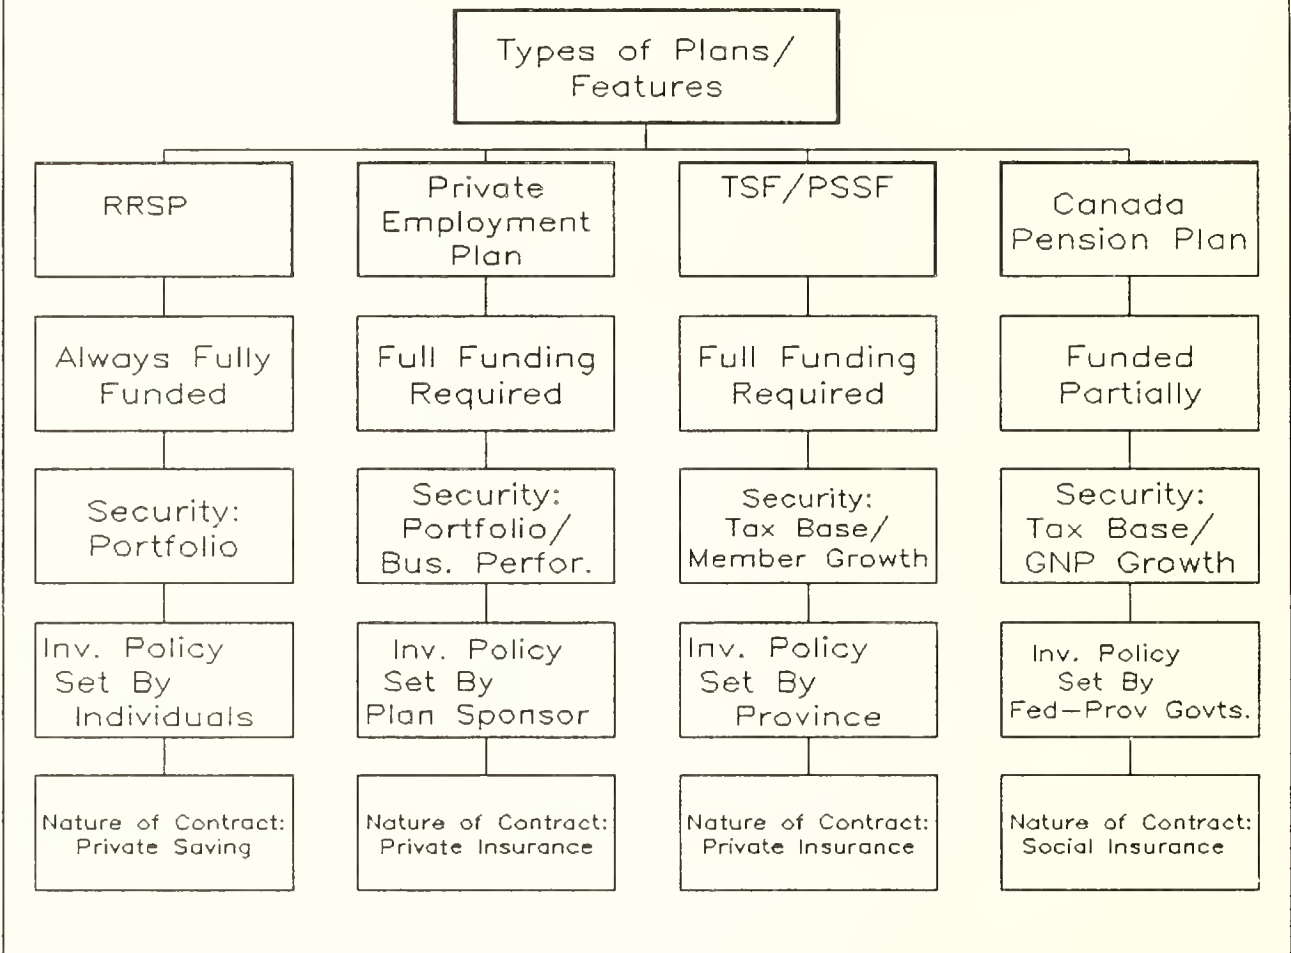 Types of Plans/
Features
RRSP
Private
Employment
Plan
TSF/PSSF
Canada
Pension Plan
Always Fully
Funded
Full Funding
Required
Full Funding
Required
Funded
Partially
Security:
Portfolio
Security:
Portfolio/
Bus. Perfor.
Security:
Tax Base/
Member Growth
Security:
Tax Base/
GNP Growth
Inv. Policy
Set By
Individuals
Inv. Policy
Set By
Plan Sponsor
Inv. Policy
Set By
Province
Inv. Policy
Set By
Fed-Prov Govts.
Nature of Contract:
Private Saving
Nature of Contract:
Private Insurance
Nature of Contract:
Private Insurance
Nature of Contract:
Social Insurance